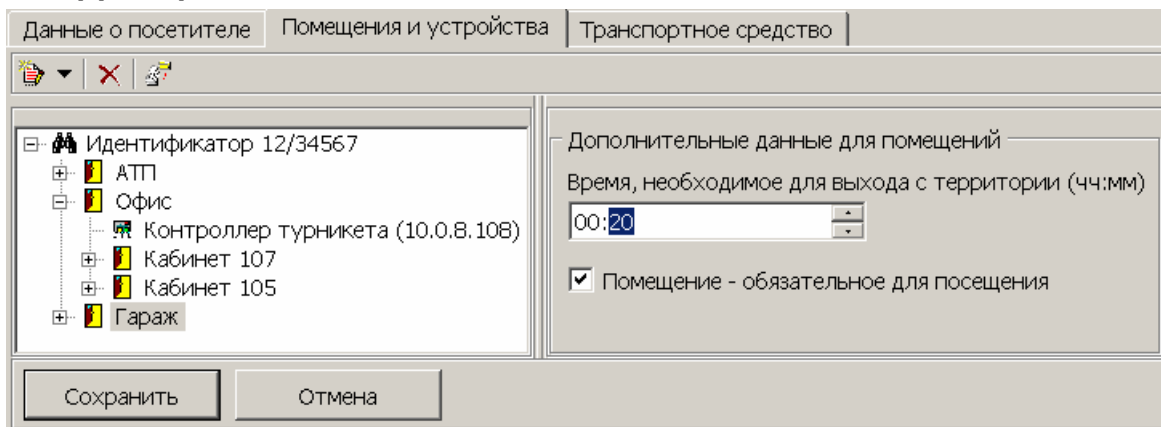 Данные о посетителе
Помещения и устройства
Транспортное средство
Идентификатор 12/34567
АТП
Офис
Контроллер турникета (10.0.8.108)
Кабинет 107
Кабинет 105
Гараж
Дополнительные данные для помещений
Время, необходимое для выхода с территории (чч:мм)
00:20
Помещение - обязательное для посещения
Сохранить
Отмена